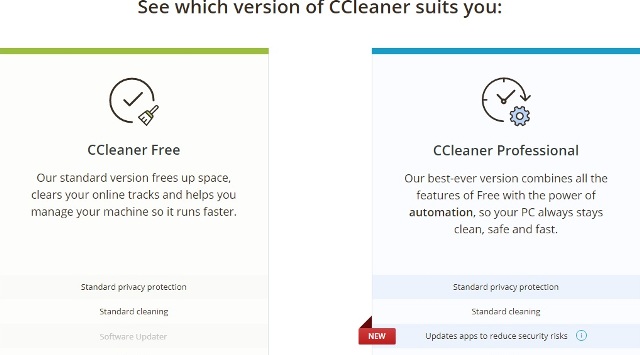 See which version of CCleaner suits you:
CCleaner Free
Our standard version frees up space,
clears your online tracks and helps you
manage your machine so it runs faster.
Standard privacy protection
Standard cleaning
Software Updater
CCleaner Professional
Our best-ever version combines all the
features of Free with the power of
automation, so your PC always stays
clean, safe and fast.
Standard privacy protection
Standard cleaning
NEW
Updates apps to reduce security risks i